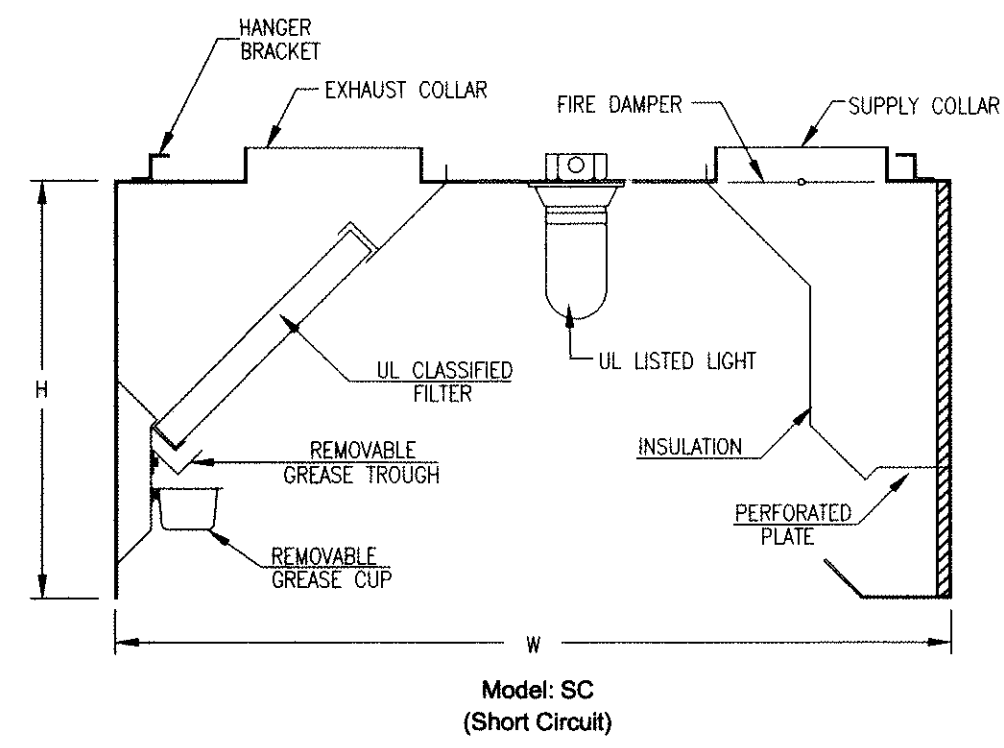 HANGER
BRACKET
EXHAUST COLLAR
FIRE DAMPER
SUPPLY COLLAR
H
UL CLASSIFIED
FILTER
UL LISTED LIGHT
INSULATION
REMOVABLE
GREASE TROUGH
PERFORATED
PLATE
REMOVABLE
GREASE CUP
W
Model: SC
(Short Circuit)